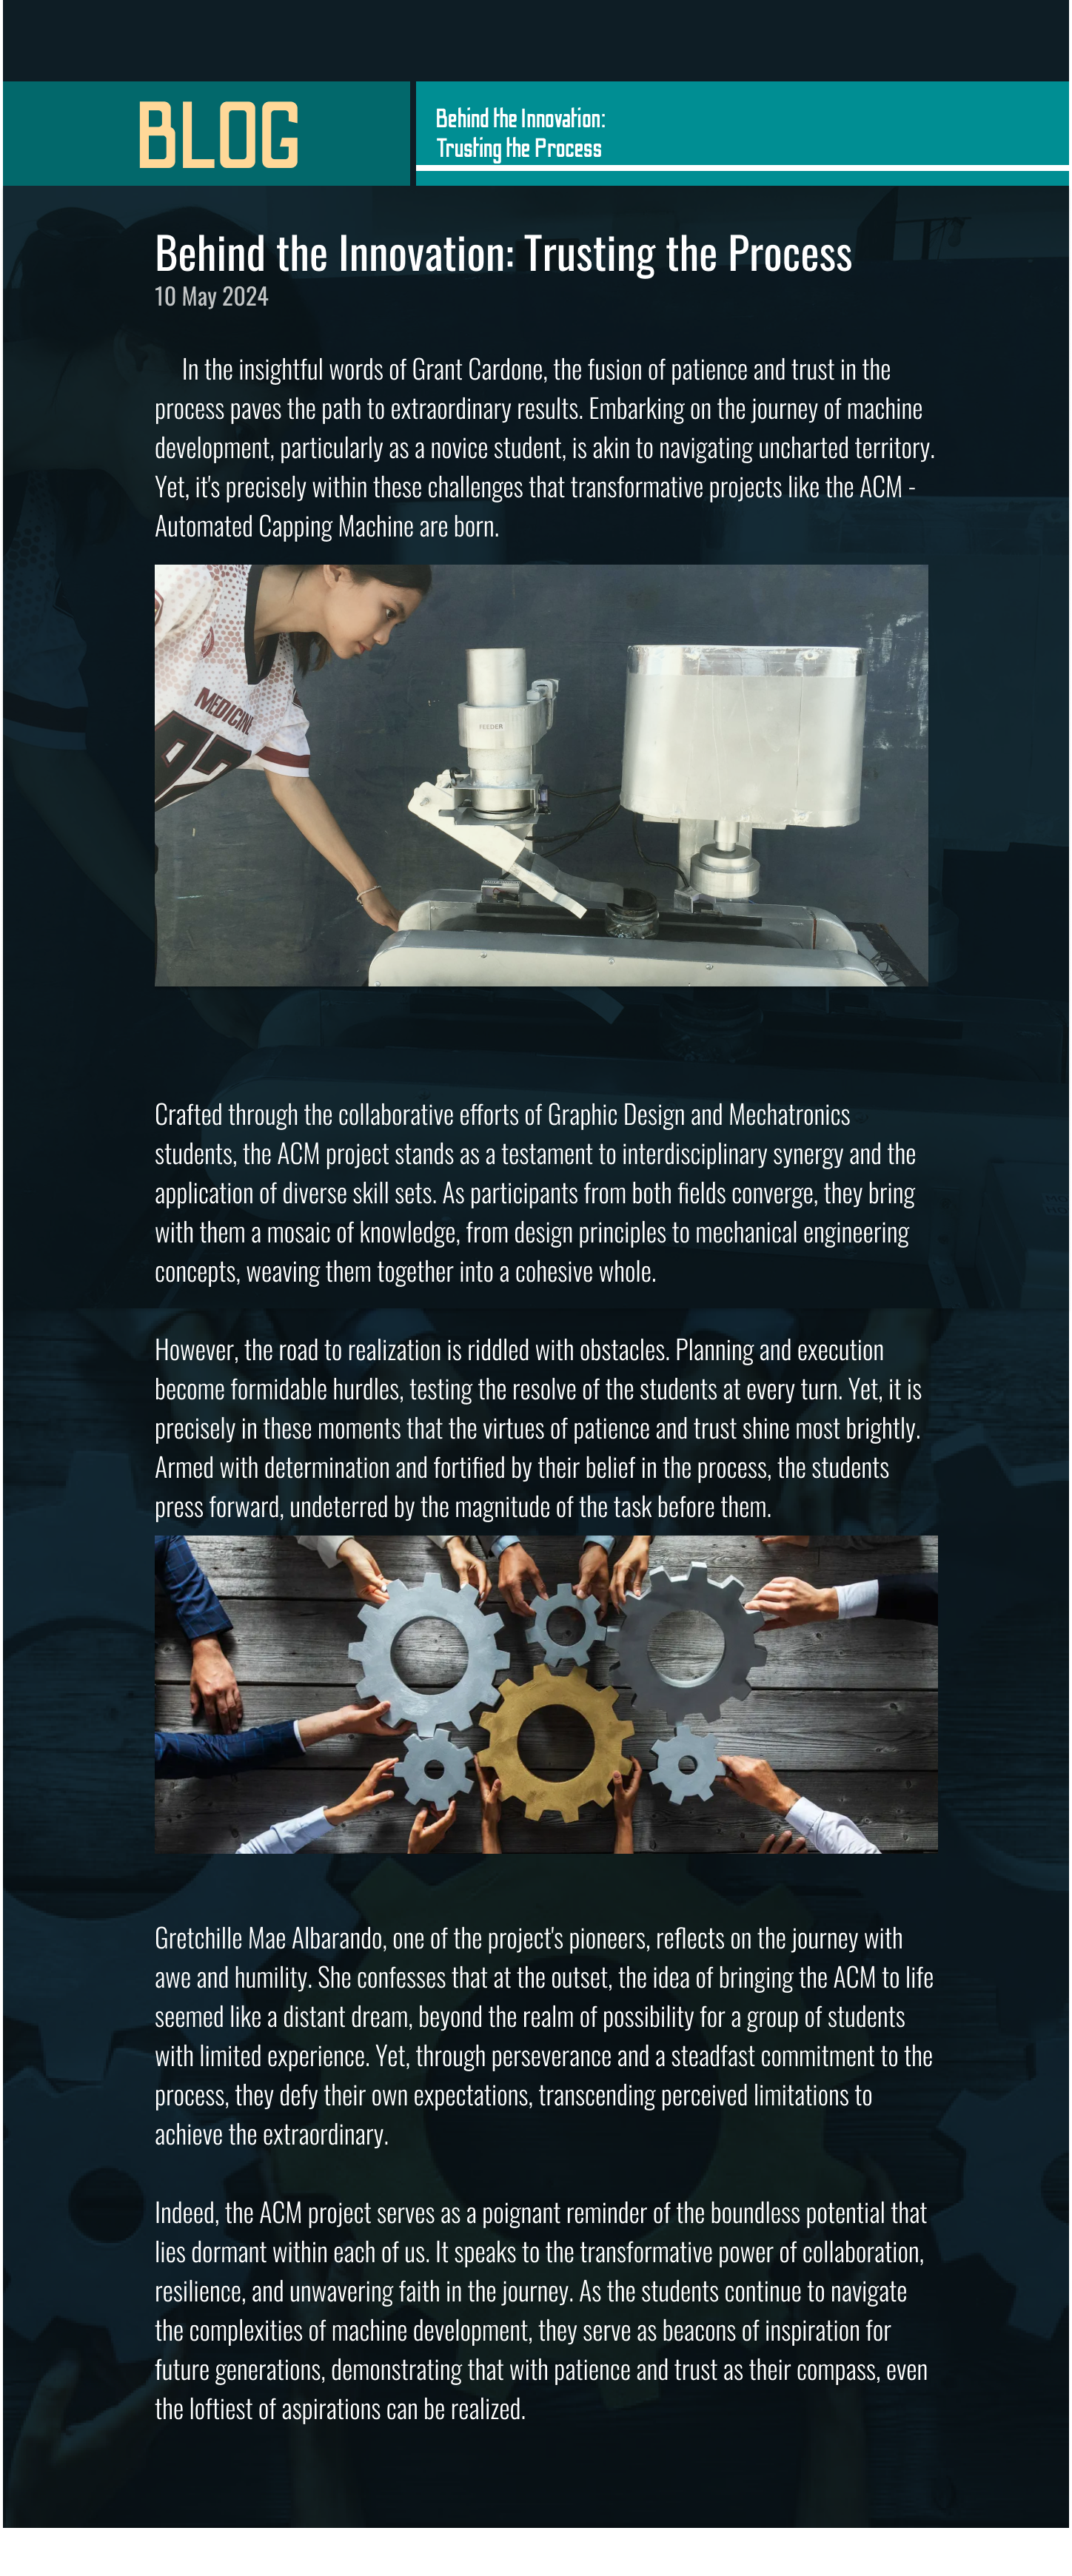 BLOG
Behind the Innovation:
Trusting the Process
Behind the Innovation: Trusting the Process
10 May 2024
In the insightful words of Grant Cardone, the fusion of patience and trust in the
process paves the path to extraordinary results. Embarking on the journey of machine
development, particularly as a novice student, is akin to navigating uncharted territory.
Yet, it's precisely within these challenges that transformative projects like the ACM -
Automated Capping Machine are born.
MEDICINE
97
FEEDER
Crafted through the collaborative efforts of Graphic Design and Mechatronics
students, the ACM project stands as a testament to interdisciplinary synergy and the
application of diverse skill sets. As participants from both fields converge, they bring
with them a mosaic of knowledge, from design principles to mechanical engineering
concepts, weaving them together into a cohesive whole.
However, the road to realization is riddled with obstacles. Planning and execution
become formidable hurdles, testing the resolve of the students at every turn. Yet, it is
precisely in these moments that the virtues of patience and trust shine most brightly.
Armed with determination and fortified by their belief in the process, the students
press forward, undeterred by the magnitude of the task before them.
Gretchille Mae Albarando, one of the project's pioneers, reflects on the journey with
awe and humility. She confesses that at the outset, the idea of bringing the ACM to life
seemed like a distant dream, beyond the realm of possibility for a group of students
with limited experience. Yet, through perseverance and a steadfast commitment to the
process, they defy their own expectations, transcending perceived limitations to
achieve the extraordinary.
Indeed, the ACM project serves as a poignant reminder of the boundless potential that
lies dormant within each of us. It speaks to the transformative power of collaboration,
resilience, and unwavering faith in the journey. As the students continue to navigate
the complexities of machine development, they serve as beacons of inspiration for
future generations, demonstrating that with patience and trust as their compass, even
the loftiest of aspirations can be realized.